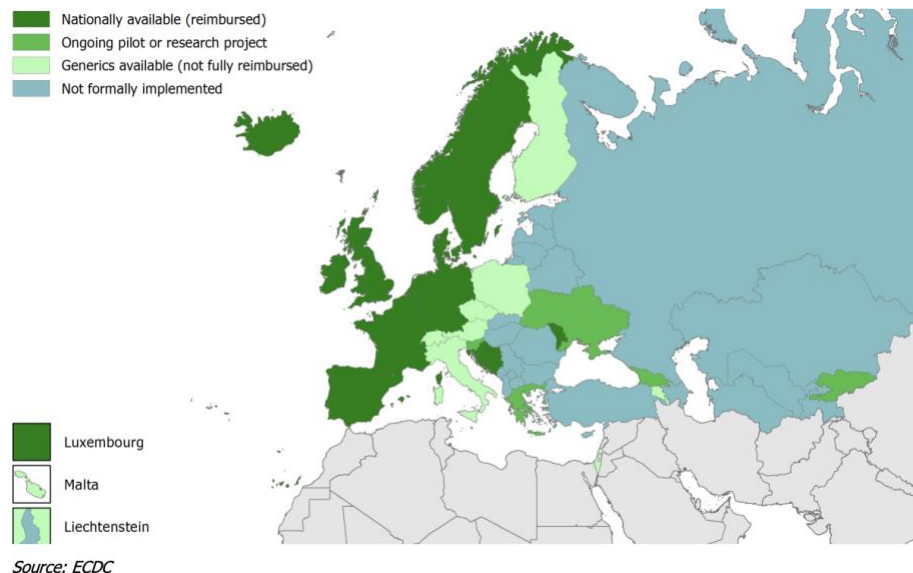 Nationally available (reimbursed)
Ongoing pilot or research project
Generics available (not fully reimbursed)
Not formally implemented
Luxembourg
Malta
Liechtenstein
Source: ECDC